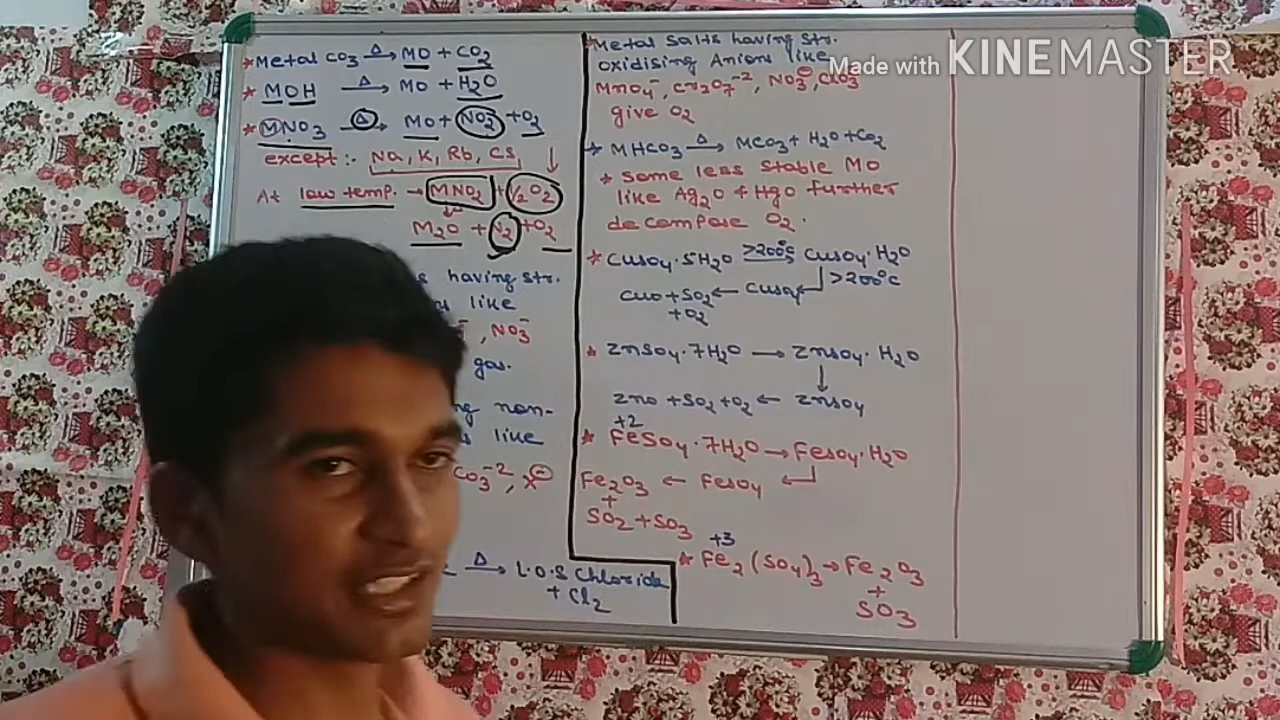 Made with KINEMASTER
* Metal CO3 Δ→ MO + CO2
* MOH Δ→ MO + H2O
* MNO3 Δ→ MO + NO2 + O2
except :- Na, K, Rb, Cs
At low temp. → MNO2 + 1/2 O2
M2O + N2 + O2
having str.
like
, NO3-
gas.
non-
like
CO3-2, X-
Δ→ L.O.S Chloride
+ Cl2
* Metal Salts having str.
oxidising Anions like
MnO4-, Cr2O7-2, NO3-, ClO3-
give O2
→ MHCO3 Δ→ MCO3 + H2O + CO2
* Some less stable MO
like Ag2O & HgO further
decompose O2.
* CuSO4·5H2O >200°C CuSO4·H2O
>200°C
CuO + SO2 ← CuSO4 ←
+ O2
* ZnSO4·7H2O → ZnSO4·H2O
↓
ZnO + SO2 + O2 ← ZnSO4
+2
* FeSO4·7H2O → FeSO4·H2O
Fe2O3 ← FeSO4 ←
+
SO2 + SO3
+3
* Fe2(SO4)3 → Fe2O3
+
SO3